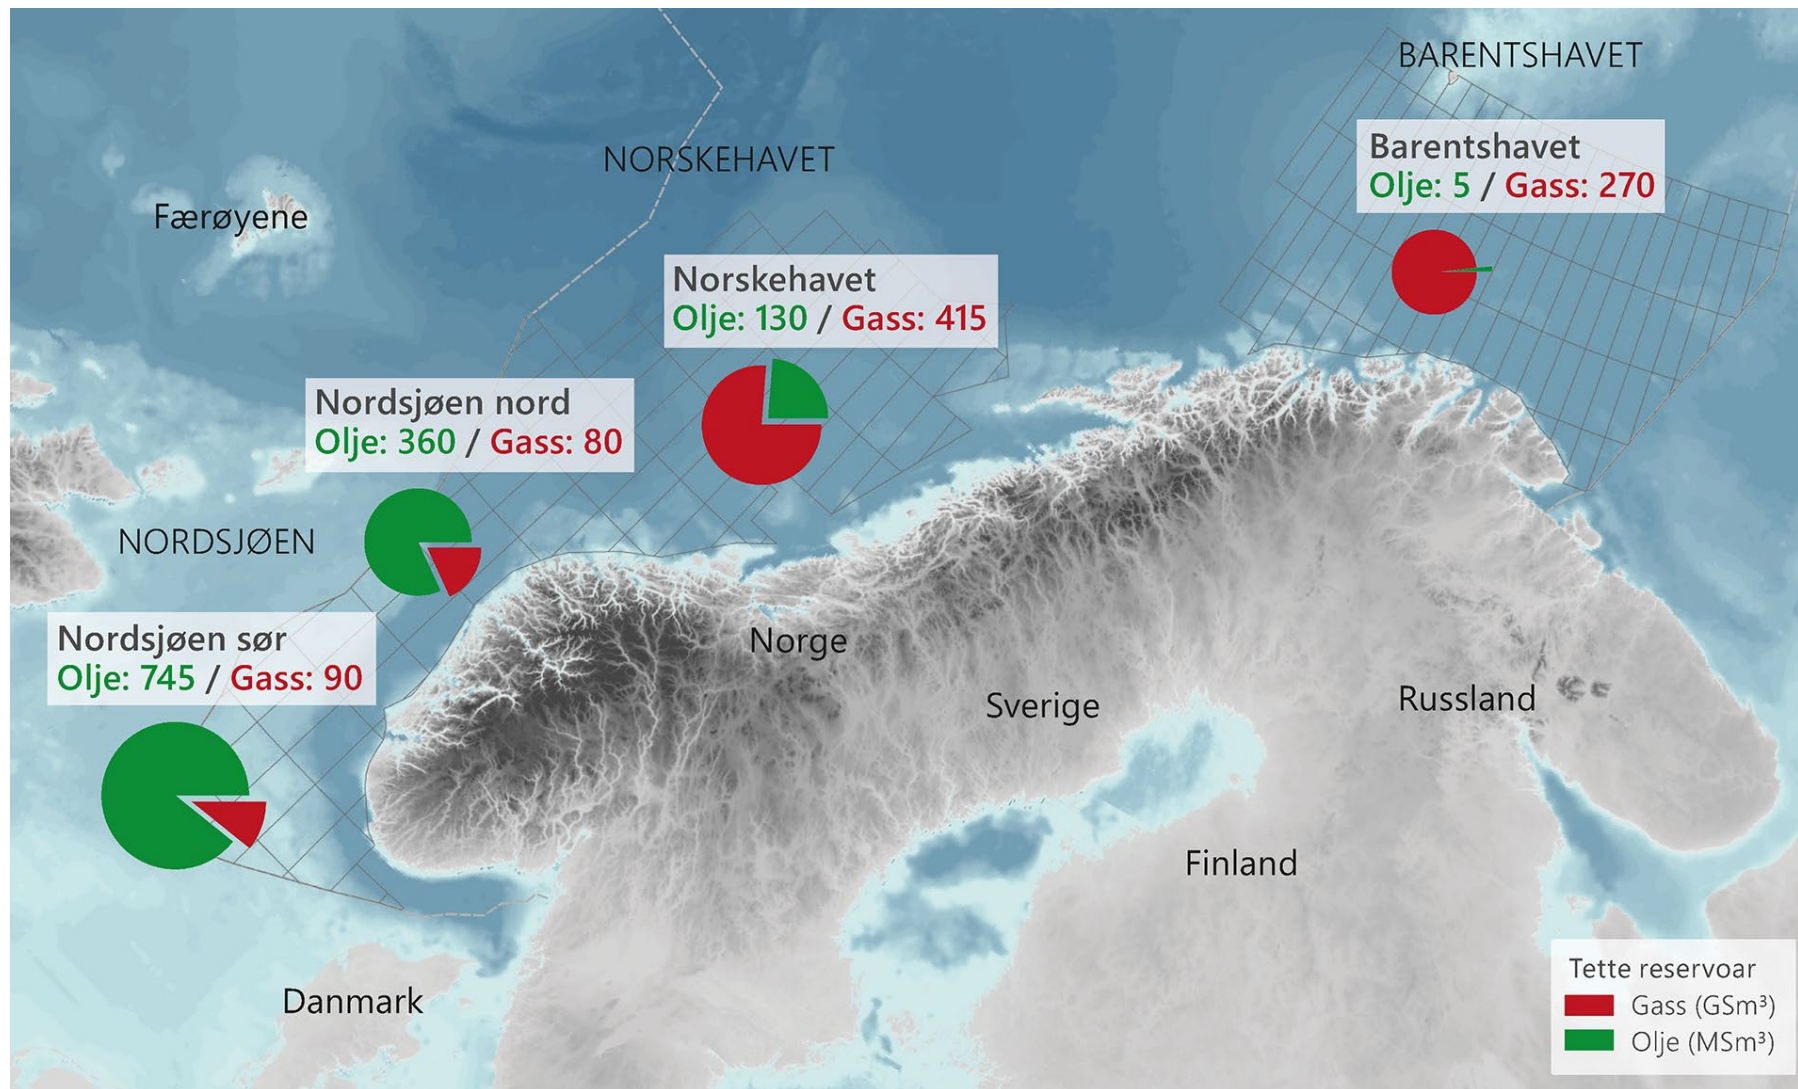 BARENTSHAVET
Barentshavet
Olje: 5 / Gass: 270
NORSKEHAVET
Færøyene
Norskehavet
Olje: 130 / Gass: 415
Nordsjøen nord
Olje: 360 / Gass: 80
NORDSJØEN
Nordsjøen sør
Olje: 745 / Gass: 90
Norge
Sverige
Russland
Finland
Danmark
Tette reservoar
Gass (GSm³)
Olje (MSm³)